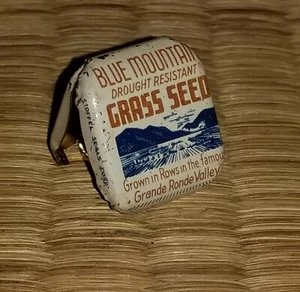 BLUE MOUNTAIN
DROUGHT RESISTANT
GRASS SEED
Grown in Rows in the famous
Grande Ronde Valley